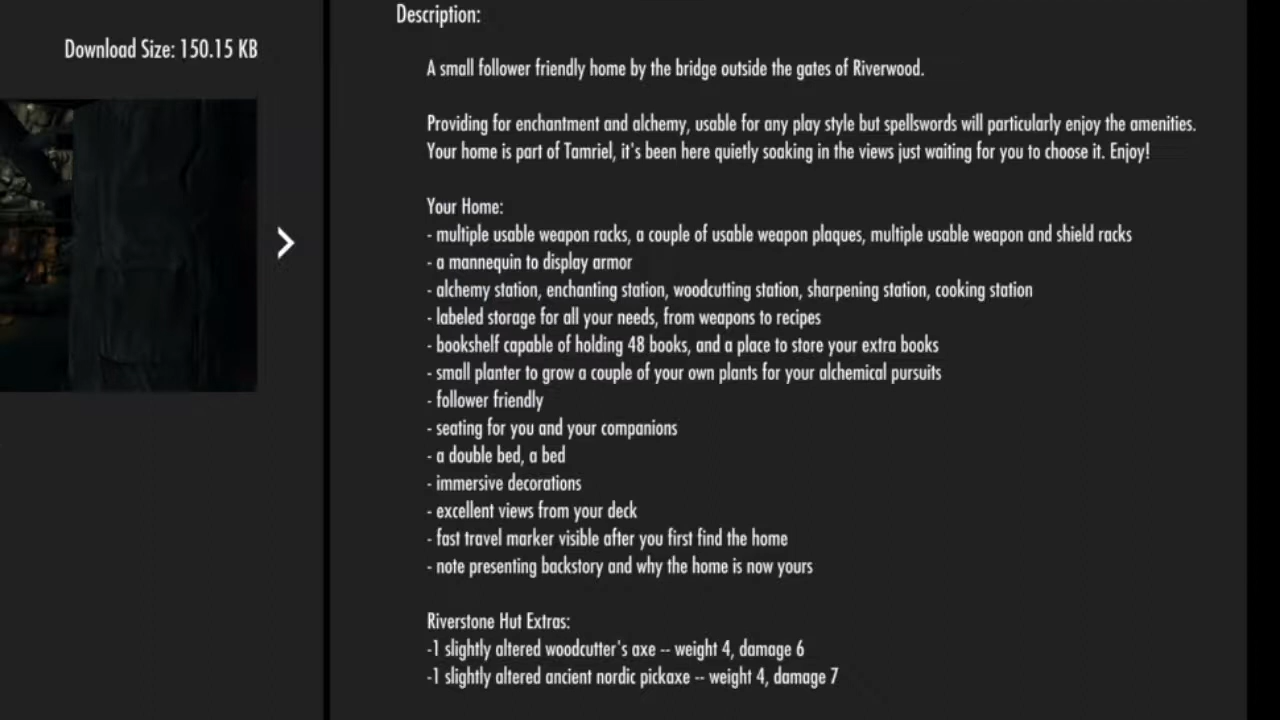 Description:
Download Size: 150.15 KB
A small follower friendly home by the bridge outside the gates of Riverwood.
Providing for enchantment and alchemy, usable for any play style but spellswords will particularly enjoy the amenities.
Your home is part of Tamriel, it's been here quietly soaking in the views just waiting for you to choose it. Enjoy!
Your Home:
- multiple usable weapon racks, a couple of usable weapon plaques, multiple usable weapon and shield racks
- a mannequin to display armor
- alchemy station, enchanting station, woodcutting station, sharpening station, cooking station
- labeled storage for all your needs, from weapons to recipes
- bookshelf capable of holding 48 books, and a place to store your extra books
- small planter to grow a couple of your own plants for your alchemical pursuits
- follower friendly
- seating for you and your companions
- a double bed, a bed
- immersive decorations
- excellent views from your deck
- fast travel marker visible after you first find the home
- note presenting backstory and why the home is now yours
Riverstone Hut Extras:
-1 slightly altered woodcutter's axe -- weight 4, damage 6
-1 slightly altered ancient nordic pickaxe -- weight 4, damage 7